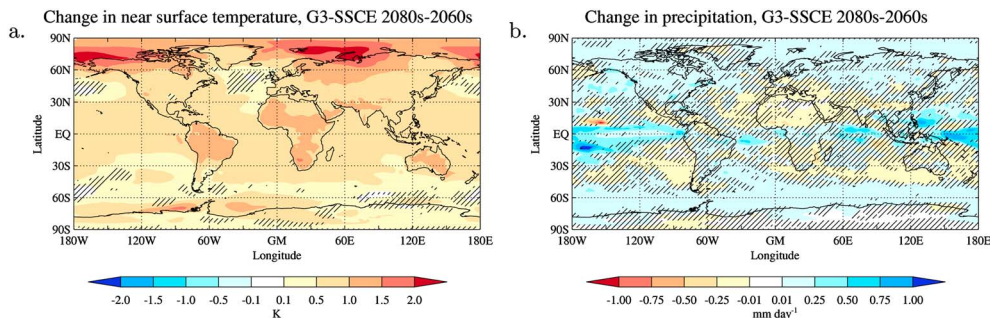 a.
Change in near surface temperature, G3-SSCE 2080s-2060s
90N
60N
30N
EQ
30S
60S
90S
Latitude
180W 120W 60W GM 60E 120E 180E
Longitude
-2.0 -1.0 -0.5 -0.1 0.1 0.5 1.0 1.5 2.0
K
b.
Change in precipitation, G3-SSCE 2080s-2060s
90N
60N
30N
EQ
30S
60S
90S
Latitude
180W 120W 60W GM 60E 120E 180E
Longitude
-1.00 -0.75 -0.50 -0.25 -0.01 0.01 0.25 0.50 0.75 1.00
mm day⁻¹